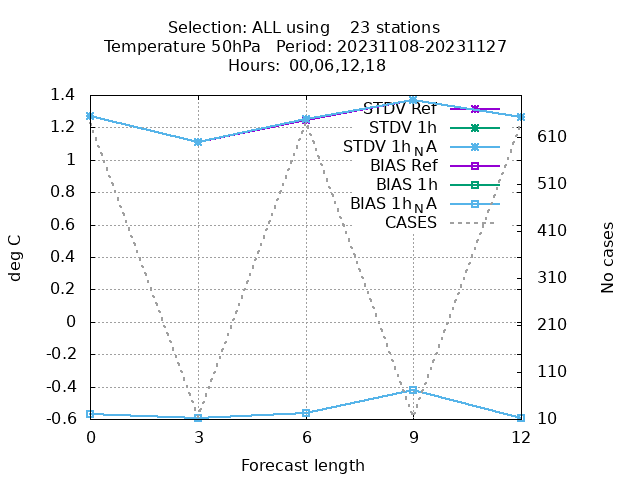 Selection: ALL using    23 stations
Temperature 50hPa   Period: 20231108-20231127
Hours: 00,06,12,18
STDV Ref
STDV 1h
STDV 1h_NA
BIAS Ref
BIAS 1h
BIAS 1h_NA
CASES
1.4
1.2
1
0.8
0.6
0.4
0.2
0
-0.2
-0.4
-0.6
deg C
610
510
410
310
210
110
10
No cases
0 3 6 9 12
Forecast length